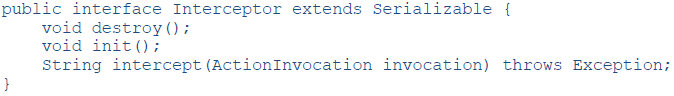 public interface Interceptor extends Serializable {
    void destroy();
    void init();
    String intercept(ActionInvocation invocation) throws Exception;
}